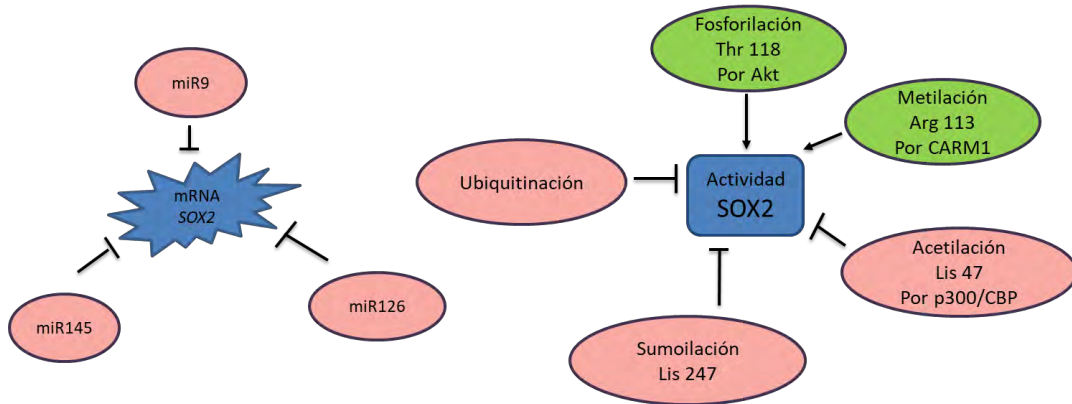 miR9
mRNA
SOX2
miR145
miR126
Fosforilación
Thr 118
Por Akt
Metilación
Arg 113
Por CARM1
Ubiquitinación
Actividad
SOX2
Acetilación
Lis 47
Por p300/CBP
Sumoilación
Lis 247